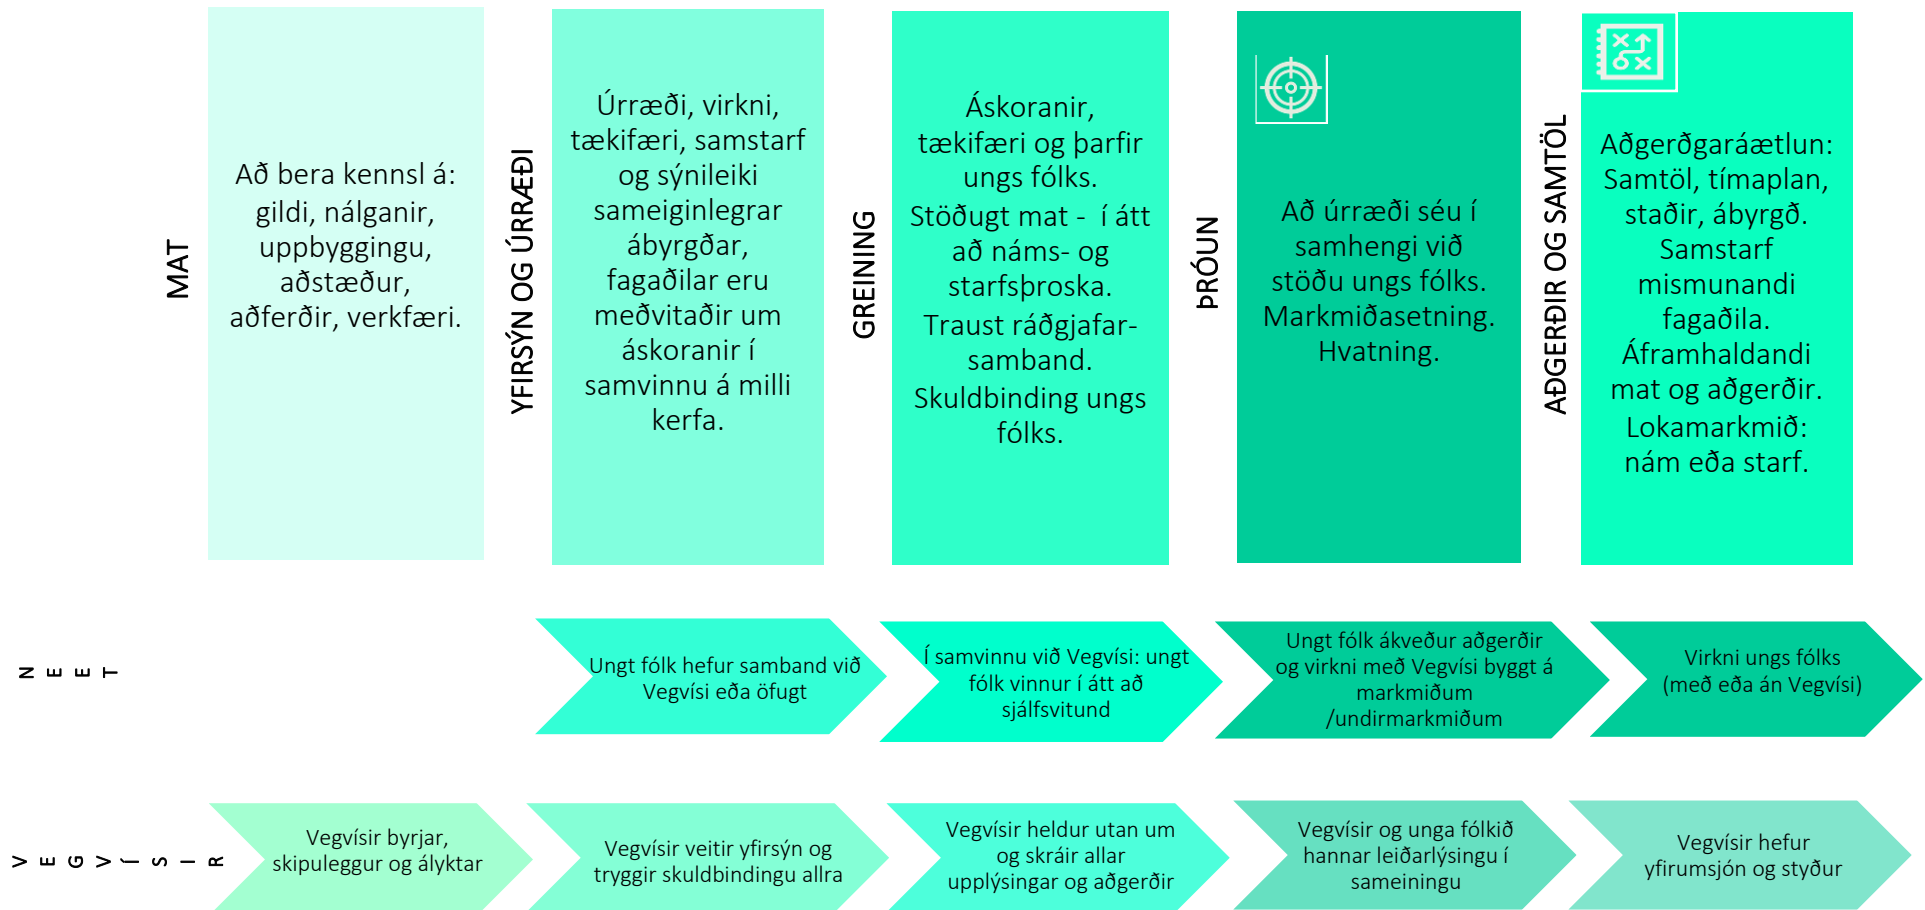 MAT
Að bera kennsl á:
gildi, nálganir,
uppbyggingu,
aðstæður,
aðferðir, verkfæri.
YFIRSÝN OG ÚRRÆÐI
Úrræði, virkni,
tækifæri, samstarf
og sýnileiki
sameiginlegrar
ábyrgðar,
fagaðilar eru
meðvitaðir um
áskoranir í
samvinnu á milli
kerfa.
GREINING
Áskoranir,
tækifæri og þarfir
ungs fólks.
Stöðugt mat - í átt
að náms- og
starfsþroska.
Traust ráðgjafar-
samband.
Skuldbinding ungs
fólks.
ÞRÓUN
Að úrræði séu í
samhengi við
stöðu ungs fólks.
Markmiðasetning.
Hvatning.
AÐGERÐIR OG SAMTÖL
Aðgerðgaráætlun:
Samtöl, tímaplan,
staðir, ábyrgð.
Samstarf
mismunandi
fagaðila.
Áframhaldandi
mat og aðgerðir.
Lokamarkmið:
nám eða starf.
NEET
Ungt fólk hefur samband við
Vegvísi eða öfugt
Í samvinnu við Vegvísi: ungt
fólk vinnur í átt að
sjálfsvitund
Ungt fólk ákveður aðgerðir
og virkni með Vegvísi byggt á
markmiðum
/undirmarkmiðum
Virkni ungs fólks
(með eða án Vegvísi)
VEGVÍSIR
Vegvísir byrjar,
skipuleggur og ályktar
Vegvísir veitir yfirsýn og
tryggir skuldbindingu allra
Vegvísir heldur utan um
og skráir allar
upplýsingar og aðgerðir
Vegvísir og unga fólkið
hannar leiðarlýsingu í
sameiningu
Vegvísir hefur
yfirumsjón og styður